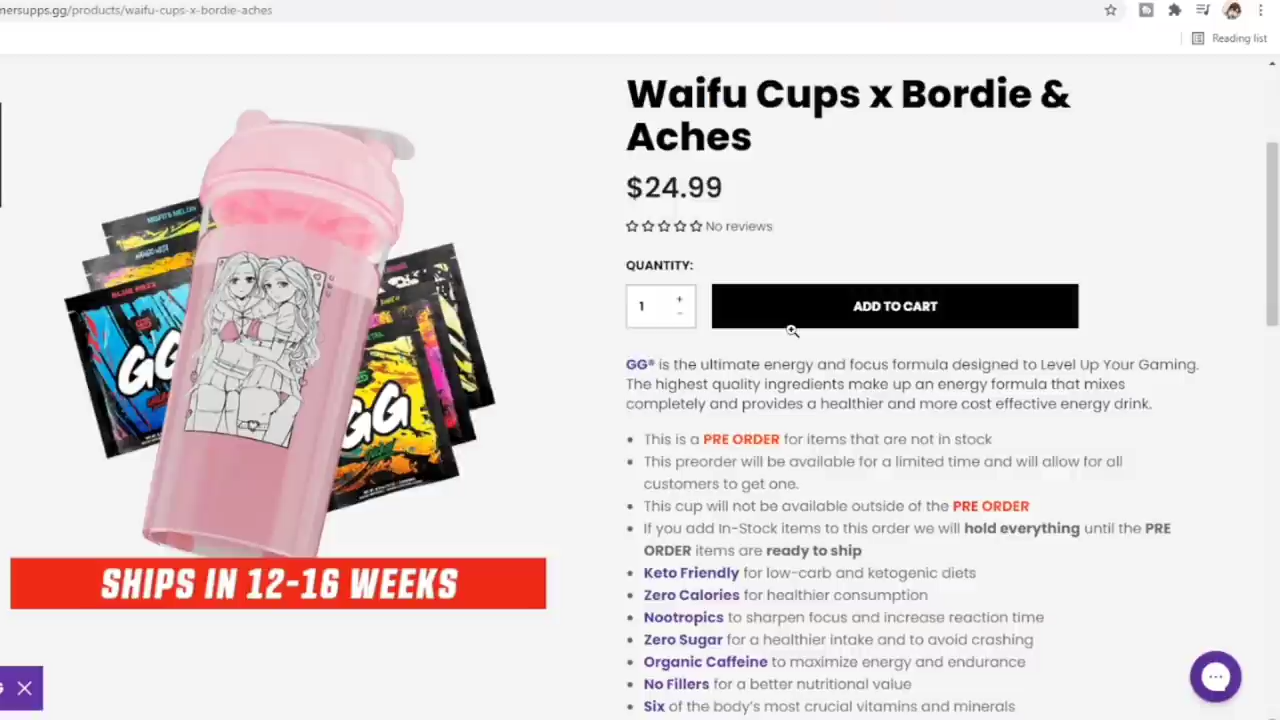 mersupps.gg/products/waifu-cups-x-bordie-aches
Reading list
Waifu Cups x Bordie &
Aches
$24.99
No reviews
QUANTITY:
1
+
-
ADD TO CART
GG® is the ultimate energy and focus formula designed to Level Up Your Gaming.
The highest quality ingredients make up an energy formula that mixes
completely and provides a healthier and more cost effective energy drink.
This is a PRE ORDER for items that are not in stock
This preorder will be available for a limited time and will allow for all
customers to get one.
This cup will not be available outside of the PRE ORDER
If you add In-Stock items to this order we will hold everything until the PRE
ORDER items are ready to ship
Keto Friendly for low-carb and ketogenic diets
Zero Calories for healthier consumption
Nootropics to sharpen focus and increase reaction time
Zero Sugar for a healthier intake and to avoid crashing
Organic Caffeine to maximize energy and endurance
No Fillers for a better nutritional value
Six of the body's most crucial vitamins and minerals
GG
GG
SHIPS IN 12-16 WEEKS